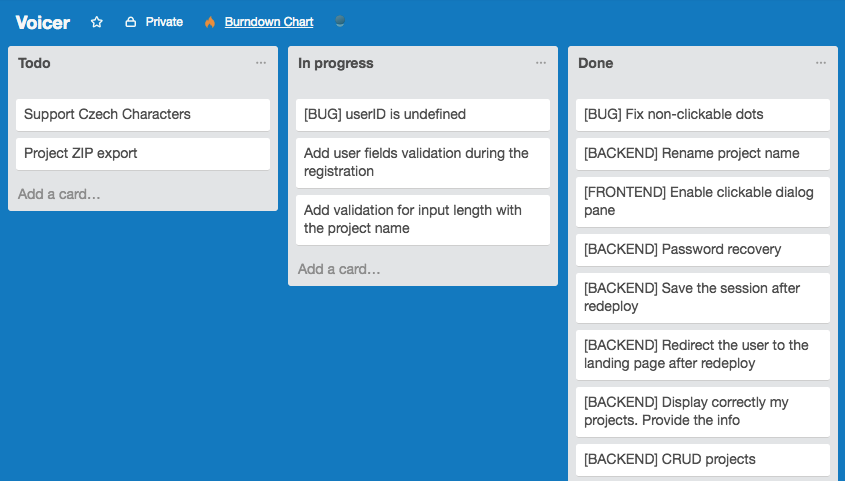 Voicer Private Burndown Chart
Todo ...
Support Czech Characters
Project ZIP export
Add a card...
In progress ...
[BUG] userID is undefined
Add user fields validation during the
registration
Add validation for input length with
the project name
Add a card...
Done ...
[BUG] Fix non-clickable dots
[BACKEND] Rename project name
[FRONTEND] Enable clickable dialog
pane
[BACKEND] Password recovery
[BACKEND] Save the session after
redeploy
[BACKEND] Redirect the user to the
landing page after redeploy
[BACKEND] Display correctly my
projects. Provide the info
[BACKEND] CRUD projects